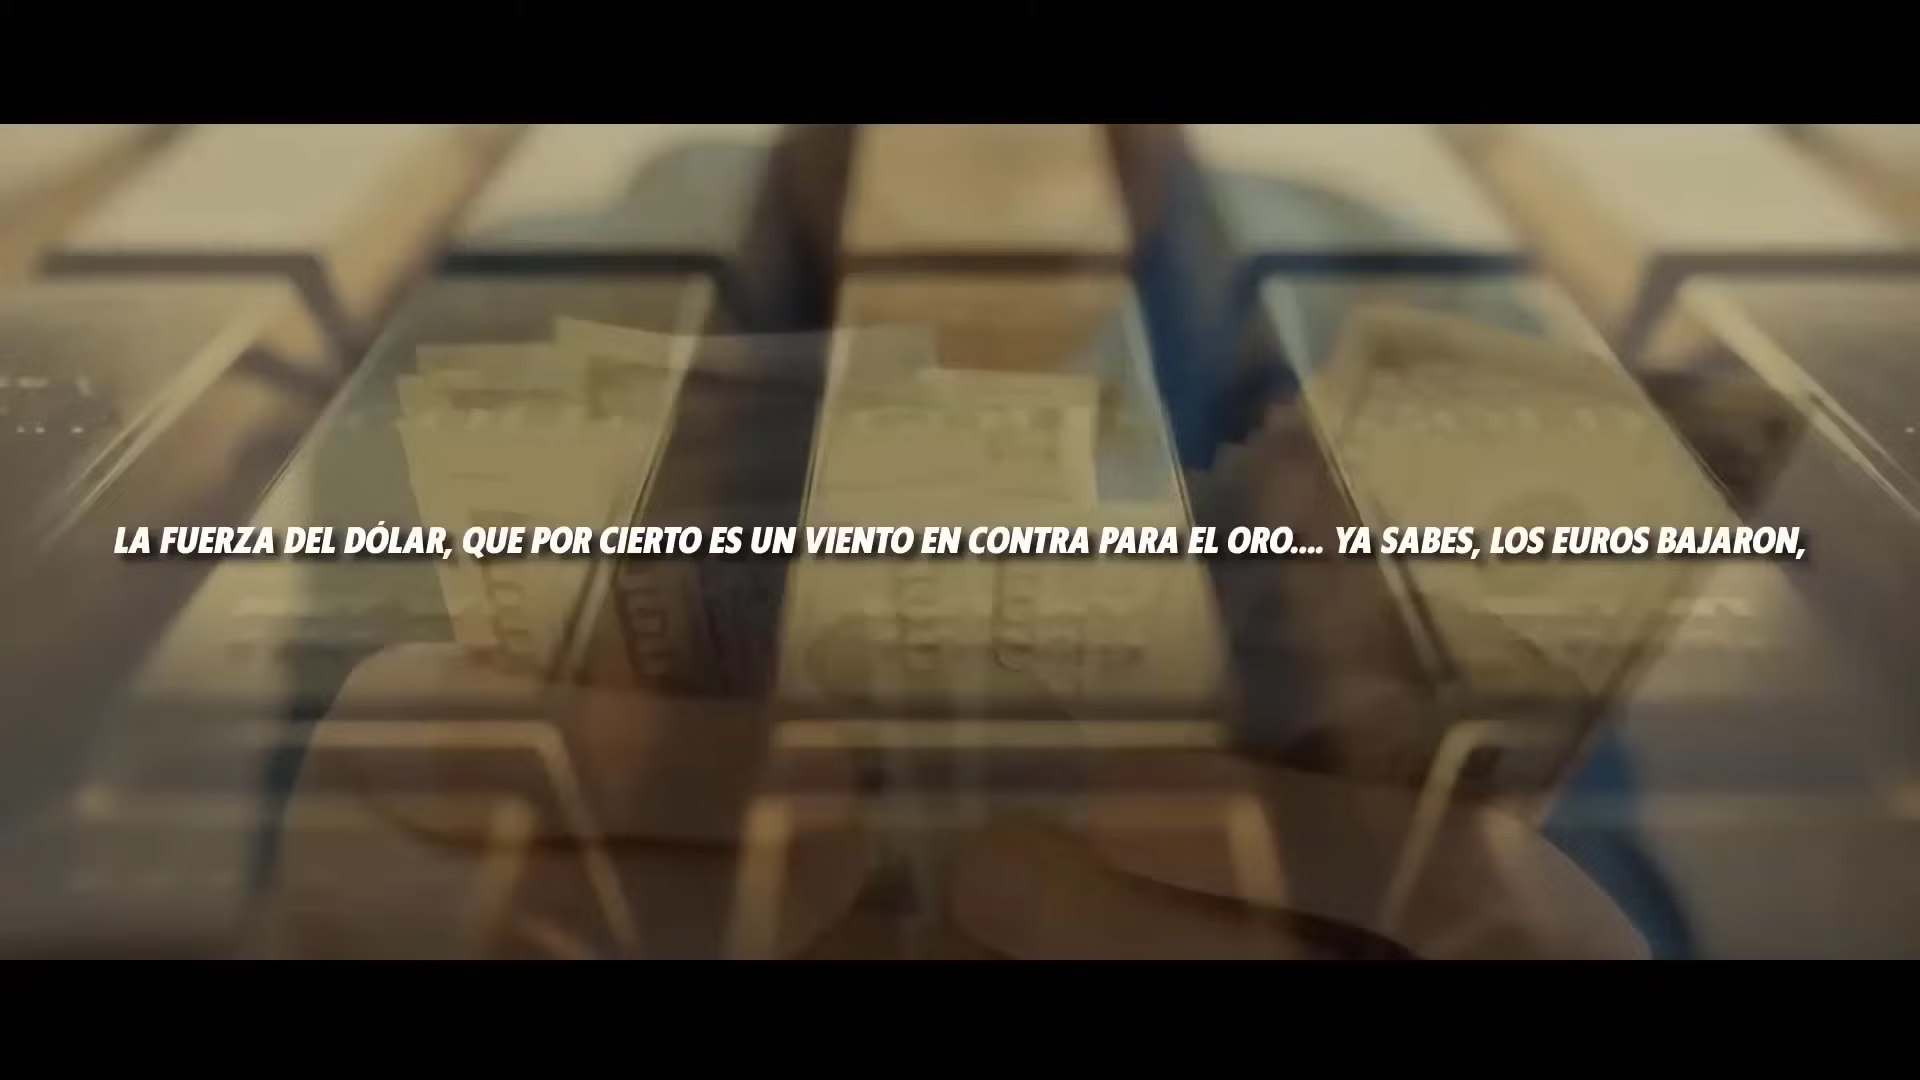 LA FUERZA DEL DÓLAR, QUE POR CIERTO ES UN VIENTO EN CONTRA PARA EL ORO.... YA SABES, LOS EUROS BAJARON,